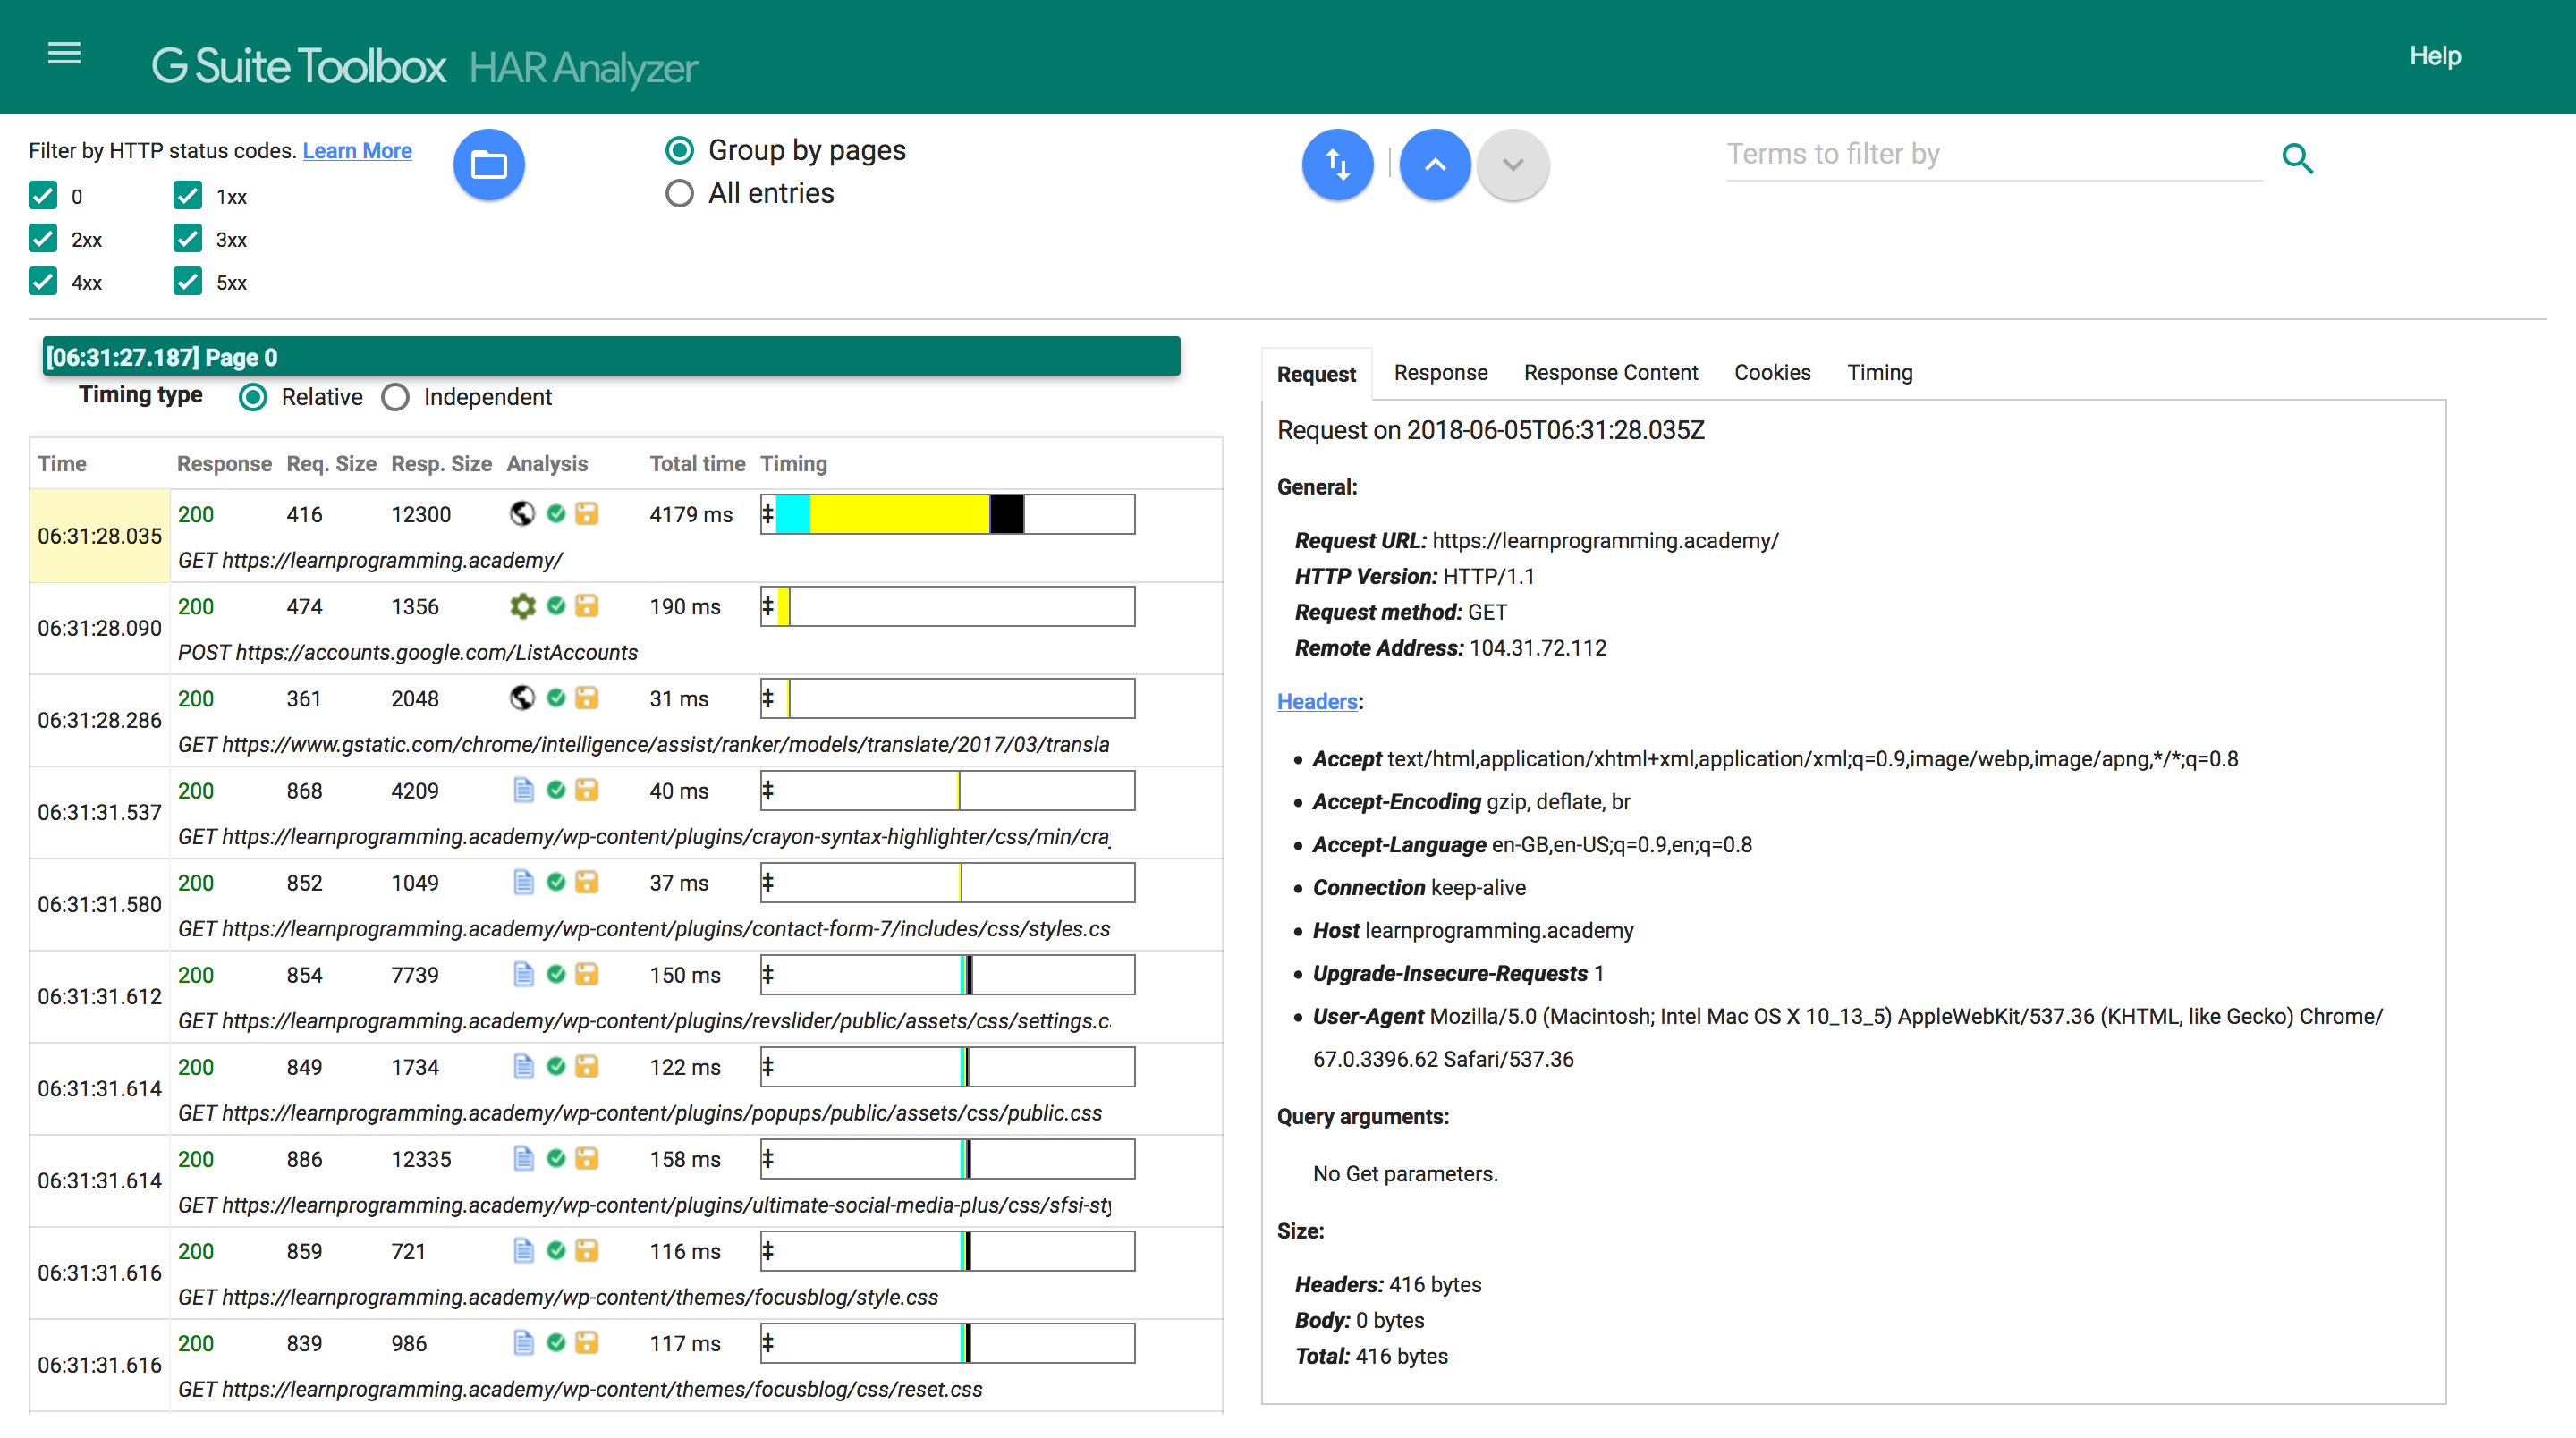 G Suite Toolbox HAR Analyzer
Help
Filter by HTTP status codes. Learn More
0 1xx
2xx 3xx
4xx 5xx
Group by pages
All entries
Terms to filter by
[06:31:27.187] Page 0
Timing type Relative Independent
Time Response Req. Size Resp. Size Analysis Total time Timing
06:31:28.035 200 416 12300 4179 ms
GET https://learnprogramming.academy/
06:31:28.090 200 474 1356 190 ms
POST https://accounts.google.com/ListAccounts
06:31:28.286 200 361 2048 31 ms
GET https://www.gstatic.com/chrome/intelligence/assist/ranker/models/translate/2017/03/transla
06:31:31.537 200 868 4209 40 ms
GET https://learnprogramming.academy/wp-content/plugins/crayon-syntax-highlighter/css/min/cra
06:31:31.580 200 852 1049 37 ms
GET https://learnprogramming.academy/wp-content/plugins/contact-form-7/includes/css/styles.cs
06:31:31.612 200 854 7739 150 ms
GET https://learnprogramming.academy/wp-content/plugins/revslider/public/assets/css/settings.c
06:31:31.614 200 849 1734 122 ms
GET https://learnprogramming.academy/wp-content/plugins/popups/public/assets/css/public.css
06:31:31.614 200 886 12335 158 ms
GET https://learnprogramming.academy/wp-content/plugins/ultimate-social-media-plus/css/sfsi-sty
06:31:31.616 200 859 721 116 ms
GET https://learnprogramming.academy/wp-content/themes/focusblog/style.css
06:31:31.616 200 839 986 117 ms
GET https://learnprogramming.academy/wp-content/themes/focusblog/css/reset.css
Request Response Response Content Cookies Timing
Request on 2018-06-05T06:31:28.035Z
General:
Request URL: https://learnprogramming.academy/
HTTP Version: HTTP/1.1
Request method: GET
Remote Address: 104.31.72.112
Headers:
• Accept text/html,application/xhtml+xml,application/xml;q=0.9,image/webp,image/apng,*/*;q=0.8
• Accept-Encoding gzip, deflate, br
• Accept-Language en-GB,en-US;q=0.9,en;q=0.8
• Connection keep-alive
• Host learnprogramming.academy
• Upgrade-Insecure-Requests 1
• User-Agent Mozilla/5.0 (Macintosh; Intel Mac OS X 10_13_5) AppleWebKit/537.36 (KHTML, like Gecko) Chrome/
67.0.3396.62 Safari/537.36
Query arguments:
No Get parameters.
Size:
Headers: 416 bytes
Body: 0 bytes
Total: 416 bytes